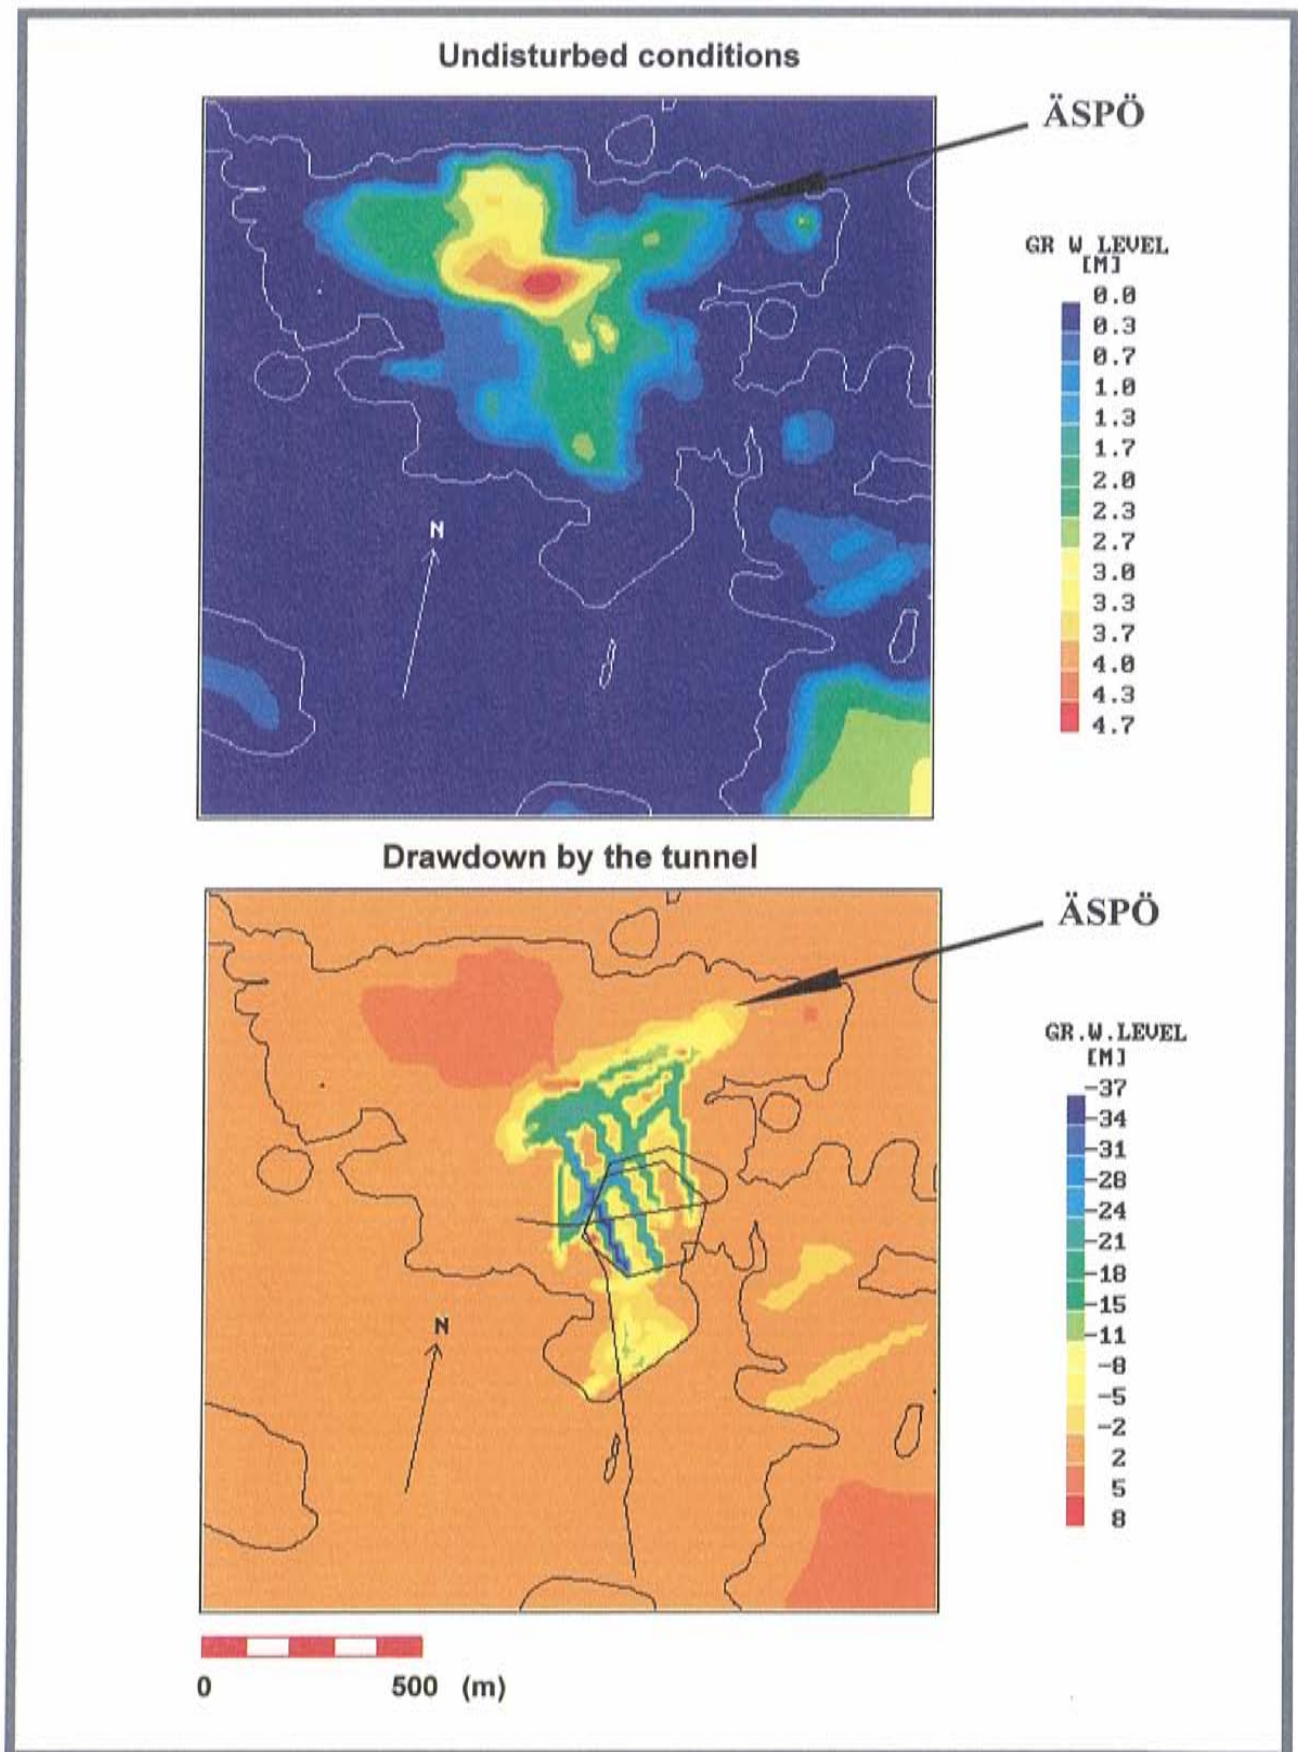 Undisturbed conditions
ÄSPÖ
GR W LEVEL
[M]
0.0
0.3
0.7
1.0
1.3
1.7
2.0
2.3
2.7
3.0
3.3
3.7
4.0
4.3
4.7
N
Drawdown by the tunnel
ÄSPÖ
GR.W.LEVEL
[M]
-37
-34
-31
-28
-24
-21
-18
-15
-11
-8
-5
-2
2
5
8
N
0 500 (m)